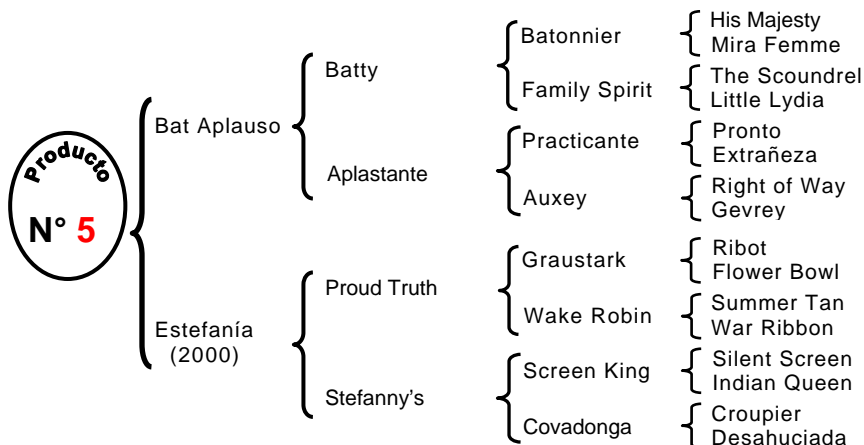 Producto
N° 5
Bat Aplauso
Estefanía
(2000)
Batty
Aplastante
Proud Truth
Stefanny’s
Batonnier
Family Spirit
Practicante
Auxey
Graustark
Wake Robin
Screen King
Covadonga
His Majesty
Mira Femme
The Scoundrel
Little Lydia
Pronto
Extrañeza
Right of Way
Gevrey
Ribot
Flower Bowl
Summer Tan
War Ribbon
Silent Screen
Indian Queen
Croupier
Desahuciada